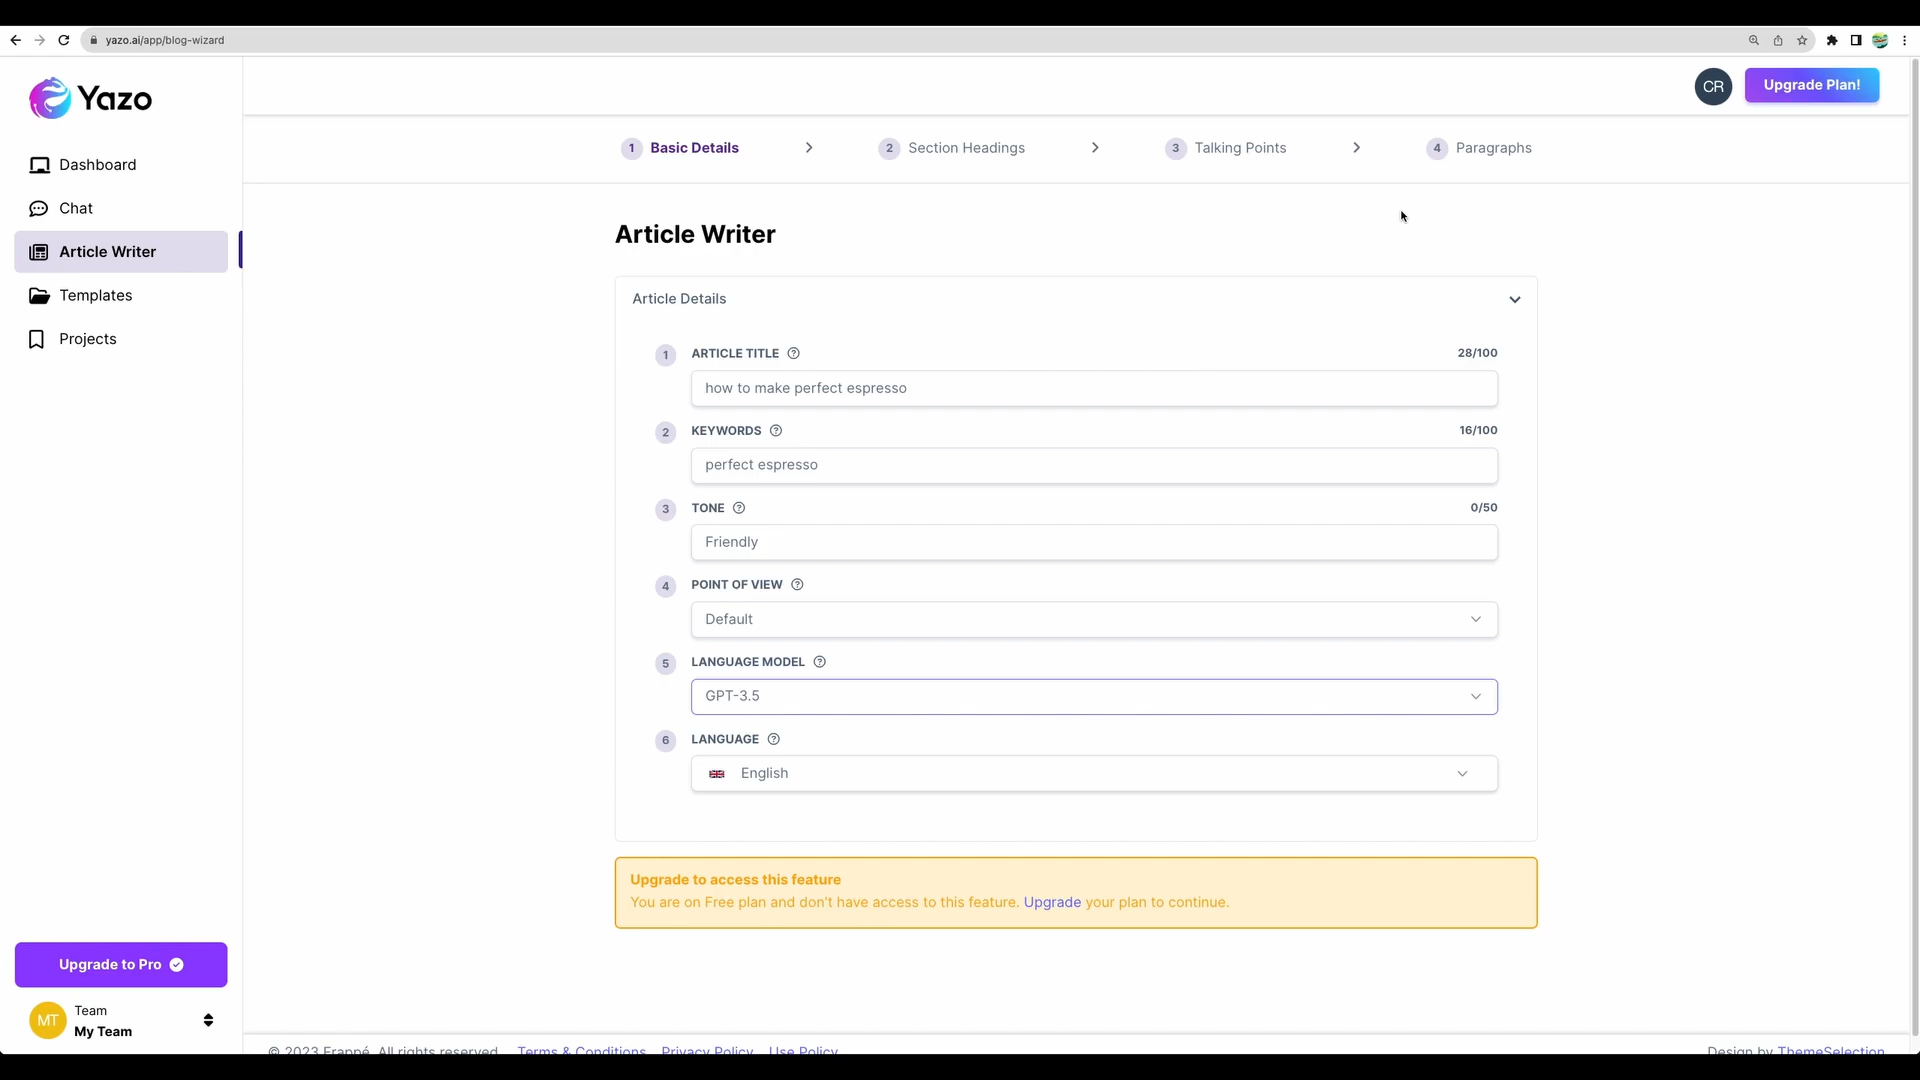 yazo.ai/app/blog-wizard
Yazo
CR
Upgrade Plan!
1 Basic Details
2 Section Headings
3 Talking Points
4 Paragraphs
Dashboard
Chat
Article Writer
Templates
Projects
Article Writer
Article Details
1 ARTICLE TITLE 28/100
how to make perfect espresso
2 KEYWORDS 16/100
perfect espresso
3 TONE 0/50
Friendly
4 POINT OF VIEW
Default
5 LANGUAGE MODEL
GPT-3.5
6 LANGUAGE
English
Upgrade to access this feature
You are on Free plan and don't have access to this feature. Upgrade your plan to continue.
Upgrade to Pro
MT
Team
My Team
© 2023 Frappé, All rights reserved Terms & Conditions Privacy Policy Use Policy
Design by ThemeSelection